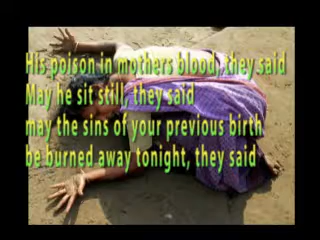 His poison in mothers blood, they said
May he sit still, they said
may the sins of your previous birth
be burned away tonight, they said